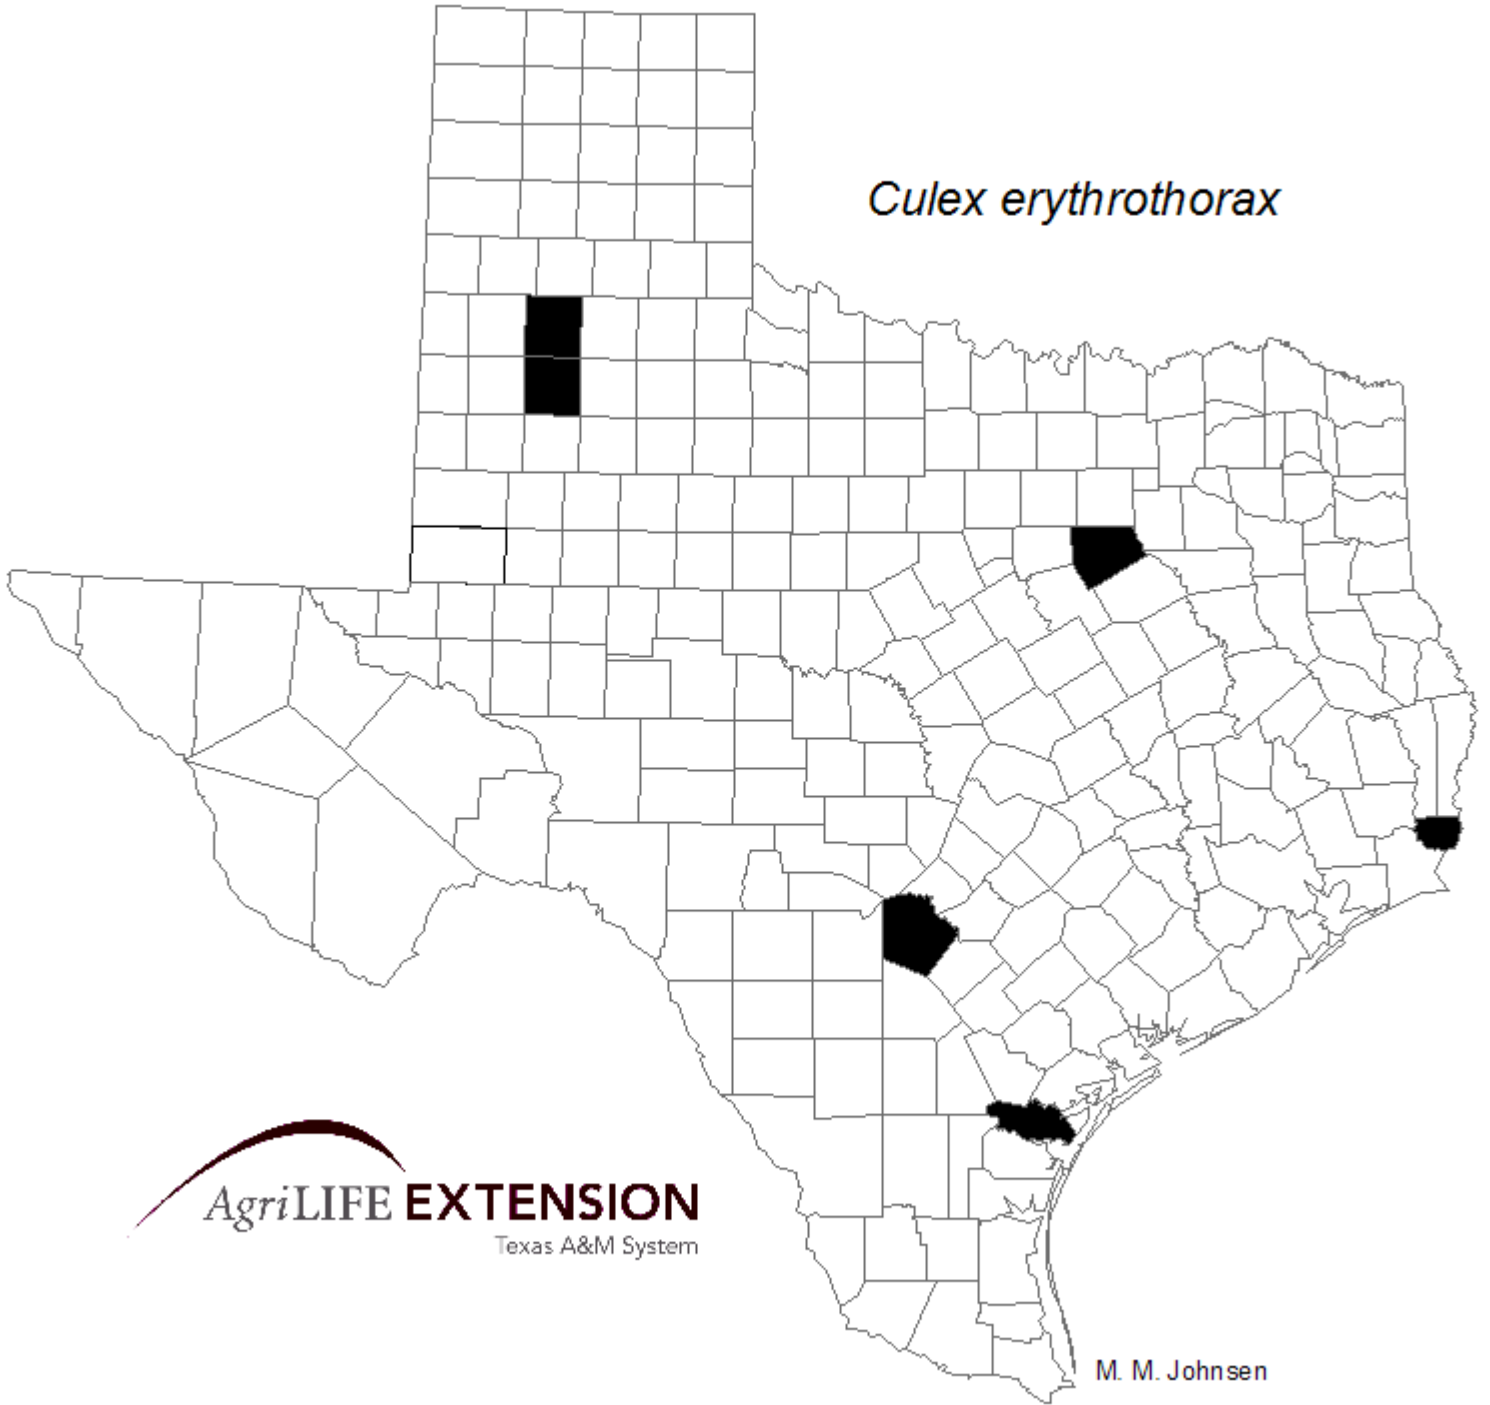 Culex erythrothorax
AgriLIFE EXTENSION
Texas A&M System
M. M. Johnsen